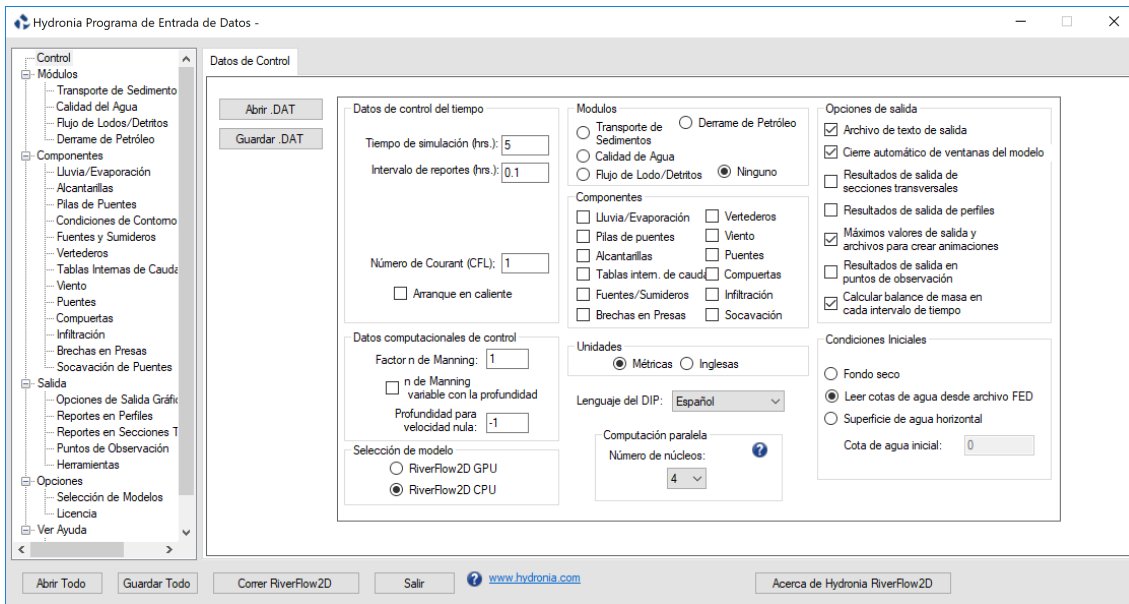 Hydronia Programa de Entrada de Datos -
Control
Módulos
Transporte de Sedimento
Calidad del Agua
Flujo de Lodos/Detritos
Derrame de Petróleo
Componentes
Lluvia/Evaporación
Alcantarillas
Pilas de Puentes
Condiciones de Contorno
Fuentes y Sumideros
Vertederos
Tablas Internas de Cauda
Viento
Puentes
Compuertas
Infiltración
Brechas en Presas
Socavación de Puentes
Salida
Opciones de Salida Gráfic
Reportes en Perfiles
Reportes en Secciones T
Puntos de Observación
Herramientas
Opciones
Selección de Modelos
Licencia
Ver Ayuda
Datos de Control
Abrir .DAT
Guardar .DAT
Datos de control del tiempo
Tiempo de simulación (hrs.): 5
Intervalo de reportes (hrs.): 0.1
Número de Courant (CFL); 1
Arranque en caliente
Datos computacionales de control
Factor n de Manning: 1
n de Manning
variable con la profundidad
Profundidad para
velocidad nula: -1
Selección de modelo
RiverFlow2D GPU
RiverFlow2D CPU
Modulos
Transporte de
Sedimentos
Derrame de Petróleo
Calidad de Agua
Flujo de Lodo/Detritos
Ninguno
Componentes
Lluvia/Evaporación
Vertederos
Pilas de puentes
Viento
Alcantarillas
Puentes
Tablas intern. de cauda
Compuertas
Fuentes/Sumideros
Infiltración
Brechas en Presas
Socavación
Unidades
Métricas
Inglesas
Lenguaje del DIP: Español
Computación paralela
Número de núcleos:
4
Opciones de salida
Archivo de texto de salida
Cierre automático de ventanas del modelo
Resultados de salida de
secciones transversales
Resultados de salida de perfiles
Máximos valores de salida y
archivos para crear animaciones
Resultados de salida en
puntos de observación
Calcular balance de masa en
cada intervalo de tiempo
Condiciones Iniciales
Fondo seco
Leer cotas de agua desde archivo FED
Superficie de agua horizontal
Cota de agua inicial: 0
Abrir Todo
Guardar Todo
Correr RiverFlow2D
Salir
www.hydronia.com
Acerca de Hydronia RiverFlow2D